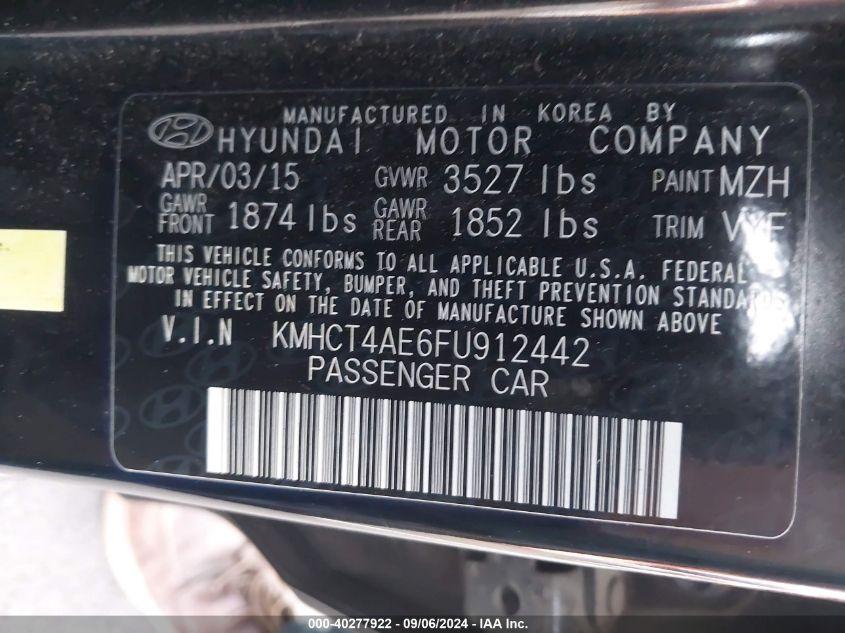 MANUFACTURED IN KOREA BY
HYUNDAI MOTOR COMPANY
APR/03/15 GVWR 3527 lbs PAINT MZH
GAWR FRONT 1874 lbs GAWR REAR 1852 lbs TRIM
THIS VEHICLE CONFORMS TO ALL APPLICABLE U.S.A. FEDERAL
MOTOR VEHICLE SAFETY, BUMPER, AND THEFT PREVENTION STANDARDS
IN EFFECT ON THE DATE OF MANUFACTURE SHOWN ABOVE
V.I.N KMHCT4AE6FU912442
PASSENGER CAR
000-40277922 - 09/06/2024 - IAA Inc.